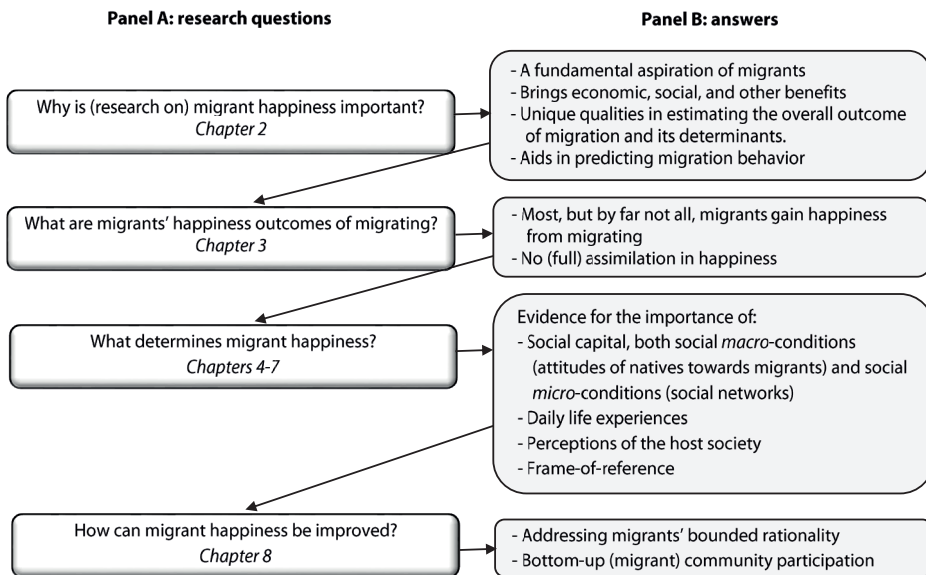 Panel A: research questions
Panel B: answers
Why is (research on) migrant happiness important?
Chapter 2
- A fundamental aspiration of migrants
- Brings economic, social, and other benefits
- Unique qualities in estimating the overall outcome
of migration and its determinants.
- Aids in predicting migration behavior
What are migrants' happiness outcomes of migrating?
Chapter 3
- Most, but by far not all, migrants gain happiness
from migrating
- No (full) assimilation in happiness
What determines migrant happiness?
Chapters 4-7
Evidence for the importance of:
- Social capital, both social macro-conditions
(attitudes of natives towards migrants) and social
micro-conditions (social networks)
- Daily life experiences
- Perceptions of the host society
- Frame-of-reference
How can migrant happiness be improved?
Chapter 8
- Addressing migrants' bounded rationality
- Bottom-up (migrant) community participation